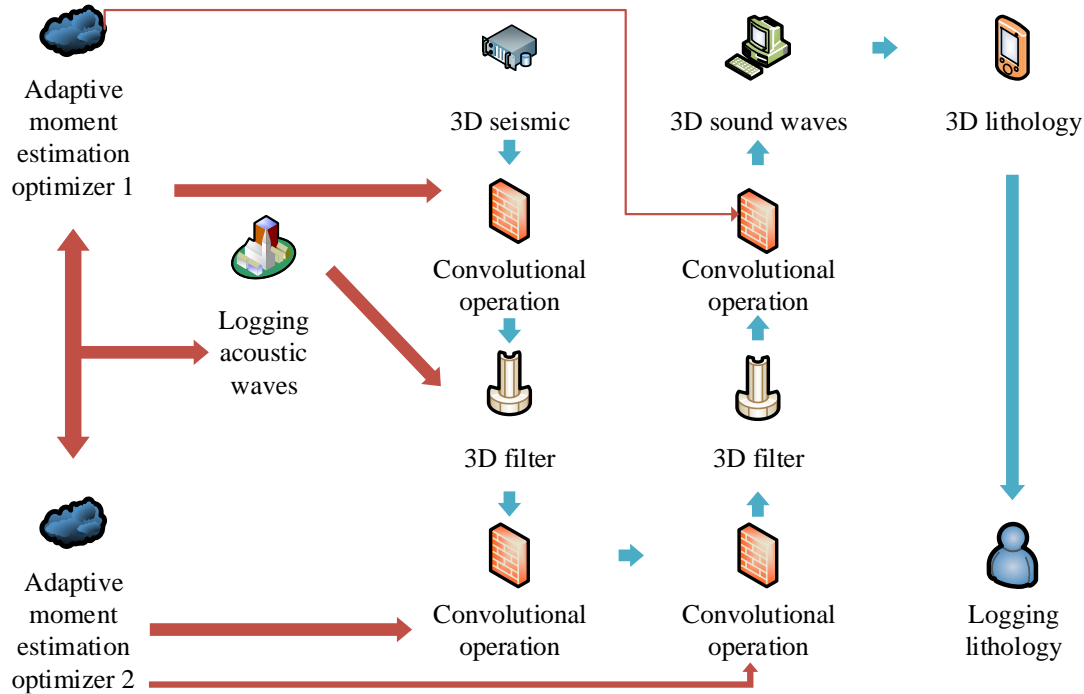 Adaptive
moment
estimation
optimizer 1
3D seismic
3D sound waves
3D lithology
Logging
acoustic
waves
Convolutional
operation
Convolutional
operation
3D filter
3D filter
Adaptive
moment
estimation
optimizer 2
Convolutional
operation
Convolutional
operation
Logging
lithology